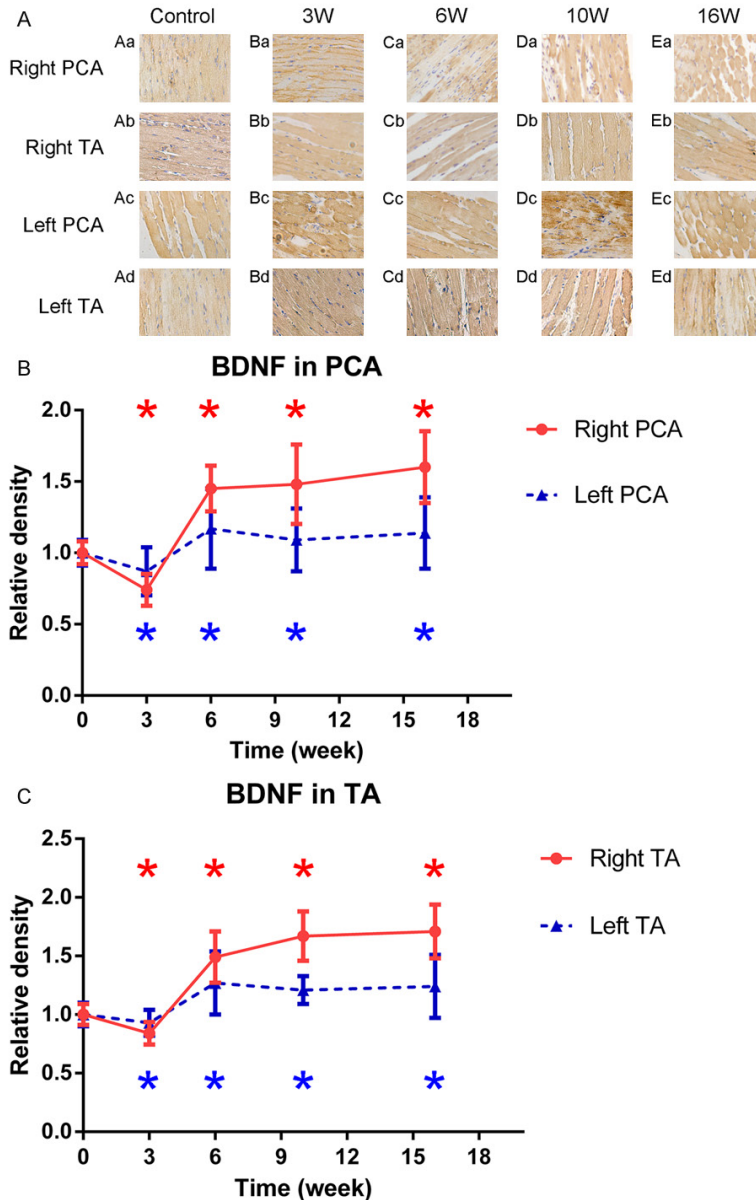 A Control 3W 6W 10W 16W
Right PCA Aa Ba Ca Da Ea
Right TA Ab Bb Cb Db Eb
Left PCA Ac Bc Cc Dc Ec
Left TA Ad Bd Cd Dd Ed
B BDNF in PCA
2.0
1.5
1.0
0.5
0.0
Relative density
* * * *
* * * *
0 3 6 9 12 15 18
Time (week)
Right PCA
Left PCA
C BDNF in TA
2.5
2.0
1.5
1.0
0.5
0.0
Relative density
* * * *
* * * *
0 3 6 9 12 15 18
Time (week)
Right TA
Left TA